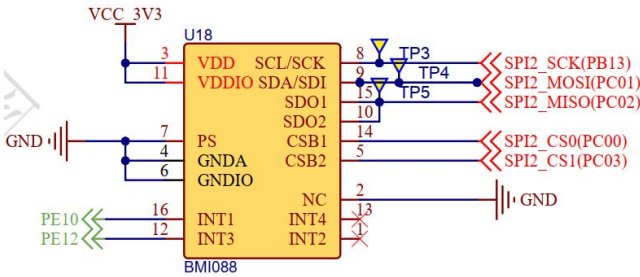 VCC_3V3
U18
3 VDD SCL/SCK 8 TP3 SPI2_SCK(PB13)
11 VDDIO SDA/SDI 9 TP4 SPI2_MOSI(PC01)
SDO1 15 TP5 SPI2_MISO(PC02)
SDO2 10
GND 7 PS CSB1 14 SPI2_CS0(PC00)
4 GNDA CSB2 5 SPI2_CS1(PC03)
6 GNDIO
NC 2 GND
PE10 16 INT1 INT4 13
PE12 12 INT3 INT2 1
BMI088